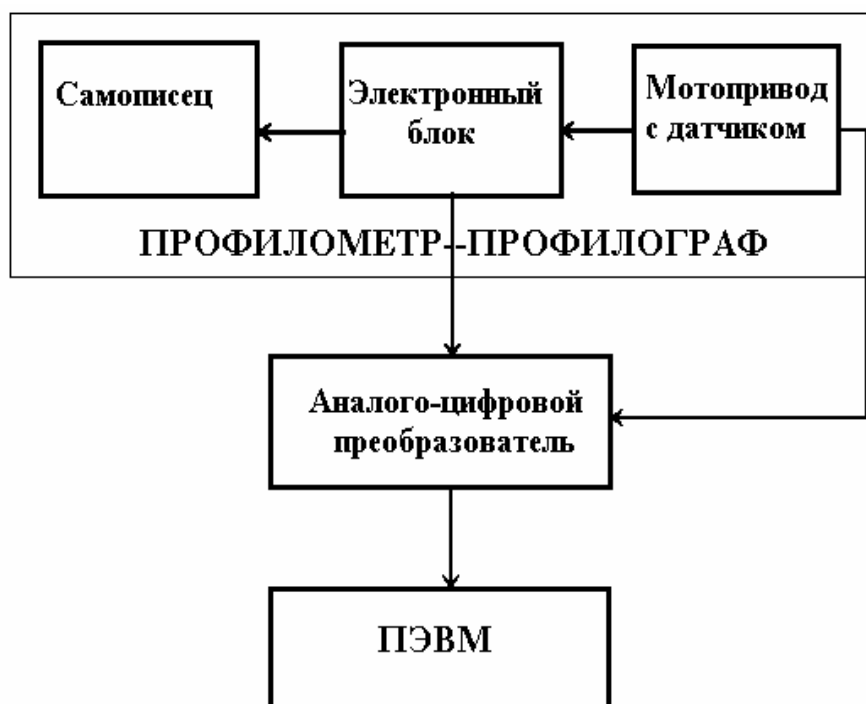 Самописец
Электронный
блок
Мотопривод
с датчиком
ПРОФИЛОМЕТР--ПРОФИЛОГРАФ
Аналого-цифровой
преобразователь
ПЭВМ